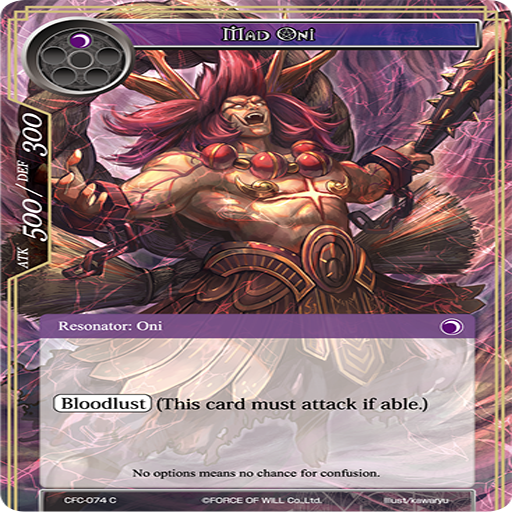 Mad Oni
ATK 500 / DEF 300
Resonator: Oni
Bloodlust (This card must attack if able.)
No options means no chance for confusion.
CFC-074 C ©FORCE OF WILL Co.,Ltd. Illust/kawaryu